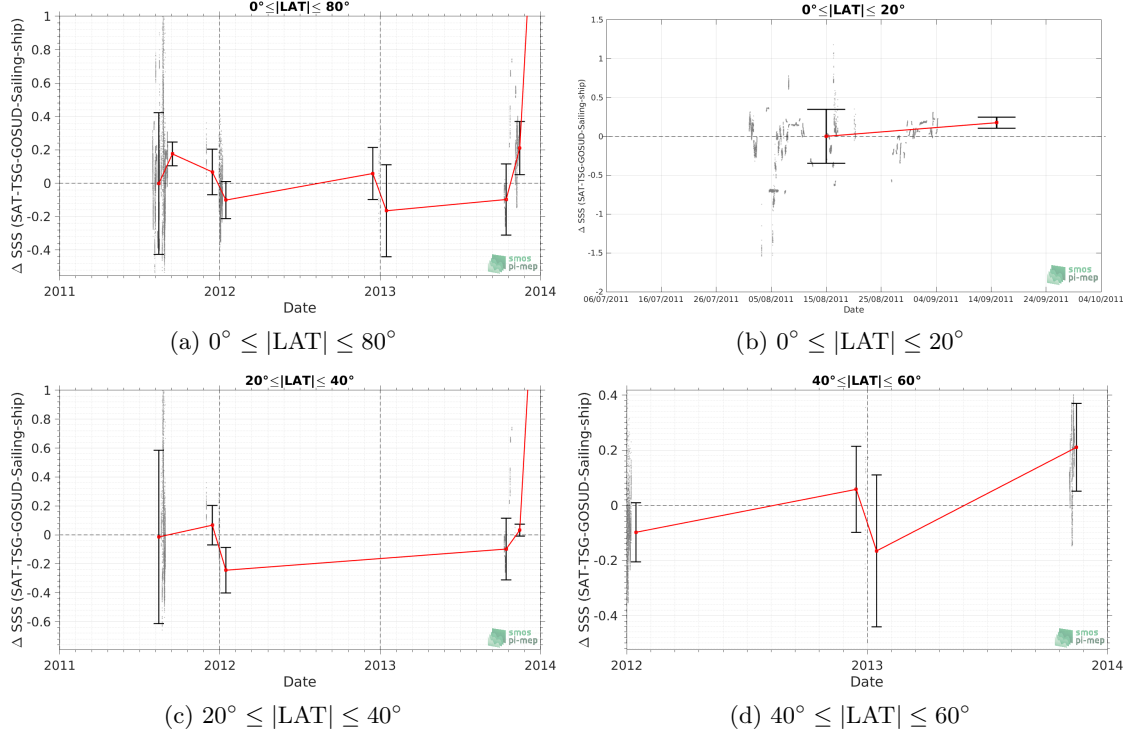 0°≤|LAT|≤ 80°
Δ SSS (SAT-TSG-GOSUD-Sailing-ship)
1
0.8
0.6
0.4
0.2
0
-0.2
-0.4
2011
2012
2013
2014
Date
smos
pi-mep
(a) 0° ≤ |LAT| ≤ 80°
0°≤|LAT|≤ 20°
Δ SSS (SAT-TSG-GOSUD-Sailing-ship)
1.5
1
0.5
0
-0.5
-1
-1.5
-2
06/07/2011
16/07/2011
26/07/2011
05/08/2011
15/08/2011
25/08/2011
04/09/2011
14/09/2011
24/09/2011
04/10/2011
Date
smos
pi-mep
(b) 0° ≤ |LAT| ≤ 20°
20°≤|LAT|≤ 40°
Δ SSS (SAT-TSG-GOSUD-Sailing-ship)
1
0.8
0.6
0.4
0.2
0
-0.2
-0.4
-0.6
2011
2012
2013
2014
Date
smos
pi-mep
(c) 20° ≤ |LAT| ≤ 40°
40°≤|LAT|≤ 60°
Δ SSS (SAT-TSG-GOSUD-Sailing-ship)
0.4
0.2
0
-0.2
-0.4
2012
2013
2014
Date
smos
pi-mep
(d) 40° ≤ |LAT| ≤ 60°